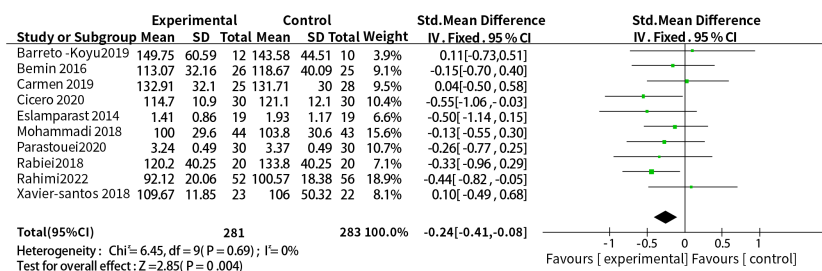 Experimental Control Std.Mean Difference Std.Mean Difference
Study or Subgroup Mean SD Total Mean SD Total Weight IV . Fixed . 95 % CI IV . Fixed . 95 % CI
Barreto -Koyu2019 149.75 60.59 12 143.58 44.51 10 3.9% 0.11[-0.73,0.51]
Bemin 2016 113.07 32.16 26 118.67 40.09 25 9.1% -0.15[-0.70, 0.40]
Carmen 2019 132.91 32.1 25 131.71 30 28 9.4% 0.04[-0.50, 0.58]
Cicero 2020 114.7 10.9 30 121.1 12.1 30 10.4% -0.55[-1.06,-0.03]
Eslamparast 2014 1.41 0.86 19 1.93 1.17 19 6.6% -0.50[-1.14, 0.15]
Mohammadi 2018 100 29.6 44 103.8 30.6 43 15.5% -0.13[-0.55, 0.30]
Parastouei2020 3.24 0.49 30 3.37 0.49 30 10.7% -0.26[-0.77, 0.25]
Rabiei2018 120.2 40.25 20 133.8 40.25 20 7.1% -0.33[-0.96, 0.29]
Rahimi2022 92.12 20.06 52 100.57 18.38 56 18.9% -0.44[-0.82, -0.05]
Xavier-santos 2018 109.67 11.85 23 106 50.32 22 8.4% 0.10[-0.49, 0.68]
Total(95%CI) 281 283 100.0% -0.24[-0.41,-0.08]
Heterogeneity : Chi²= 6.45, df = 9( P = 0.69) ; I²= 0%
Test for overall effect : Z =2.85( P = 0.004)
-1 -0.5 0 0.5 1
Favours [ experimental] Favours [ control]